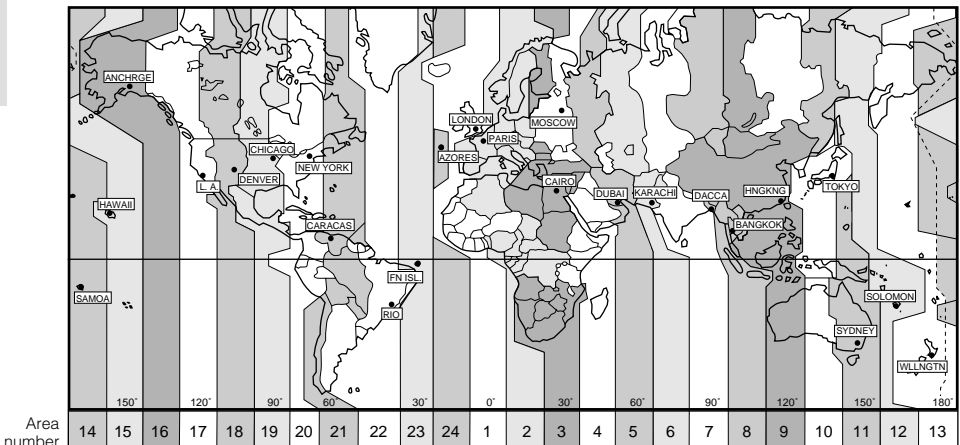 ANCHRGE
LONDON
MOSCOW
PARIS
CHICAGO
NEW YORK
AZORES
L. A.
DENVER
CAIRO
DUBAI
KARACHI
DACCA
HNGKNG
TOKYO
HAWAII
CARACAS
BANGKOK
FN ISL.
SAMOA
RIO
SOLOMON
SYDNEY
WLLNGTN
150° 120° 90° 60° 30° 0° 30° 60° 90° 120° 150° 180°
Area
number
14 15 16 17 18 19 20 21 22 23 24 1 2 3 4 5 6 7 8 9 10 11 12 13